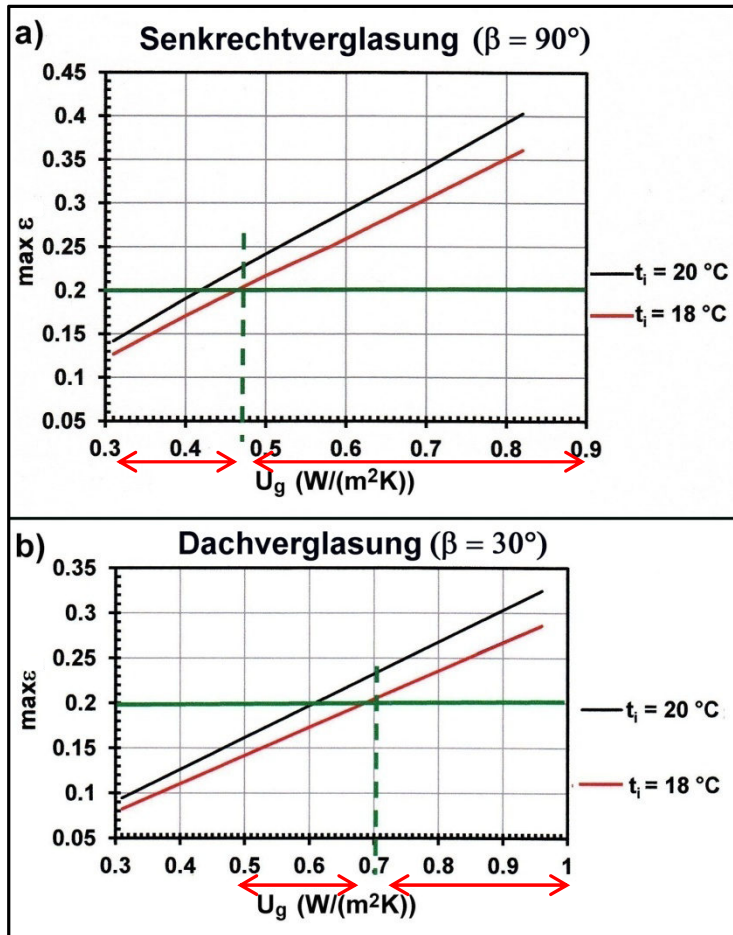 a) Senkrechtverglasung (β = 90°)
0.45
0.4
0.35
0.3
0.25
0.2
0.15
0.1
0.05
max ε
0.3 0.4 0.5 0.6 0.7 0.8 0.9
U_g (W/(m²K))
t_i = 20 °C
t_i = 18 °C
b) Dachverglasung (β = 30°)
0.35
0.3
0.25
0.2
0.15
0.1
0.05
maxε
0.3 0.4 0.5 0.6 0.7 0.8 0.9 1
U_g (W/(m²K))
t_i = 20 °C
t_i = 18 °C